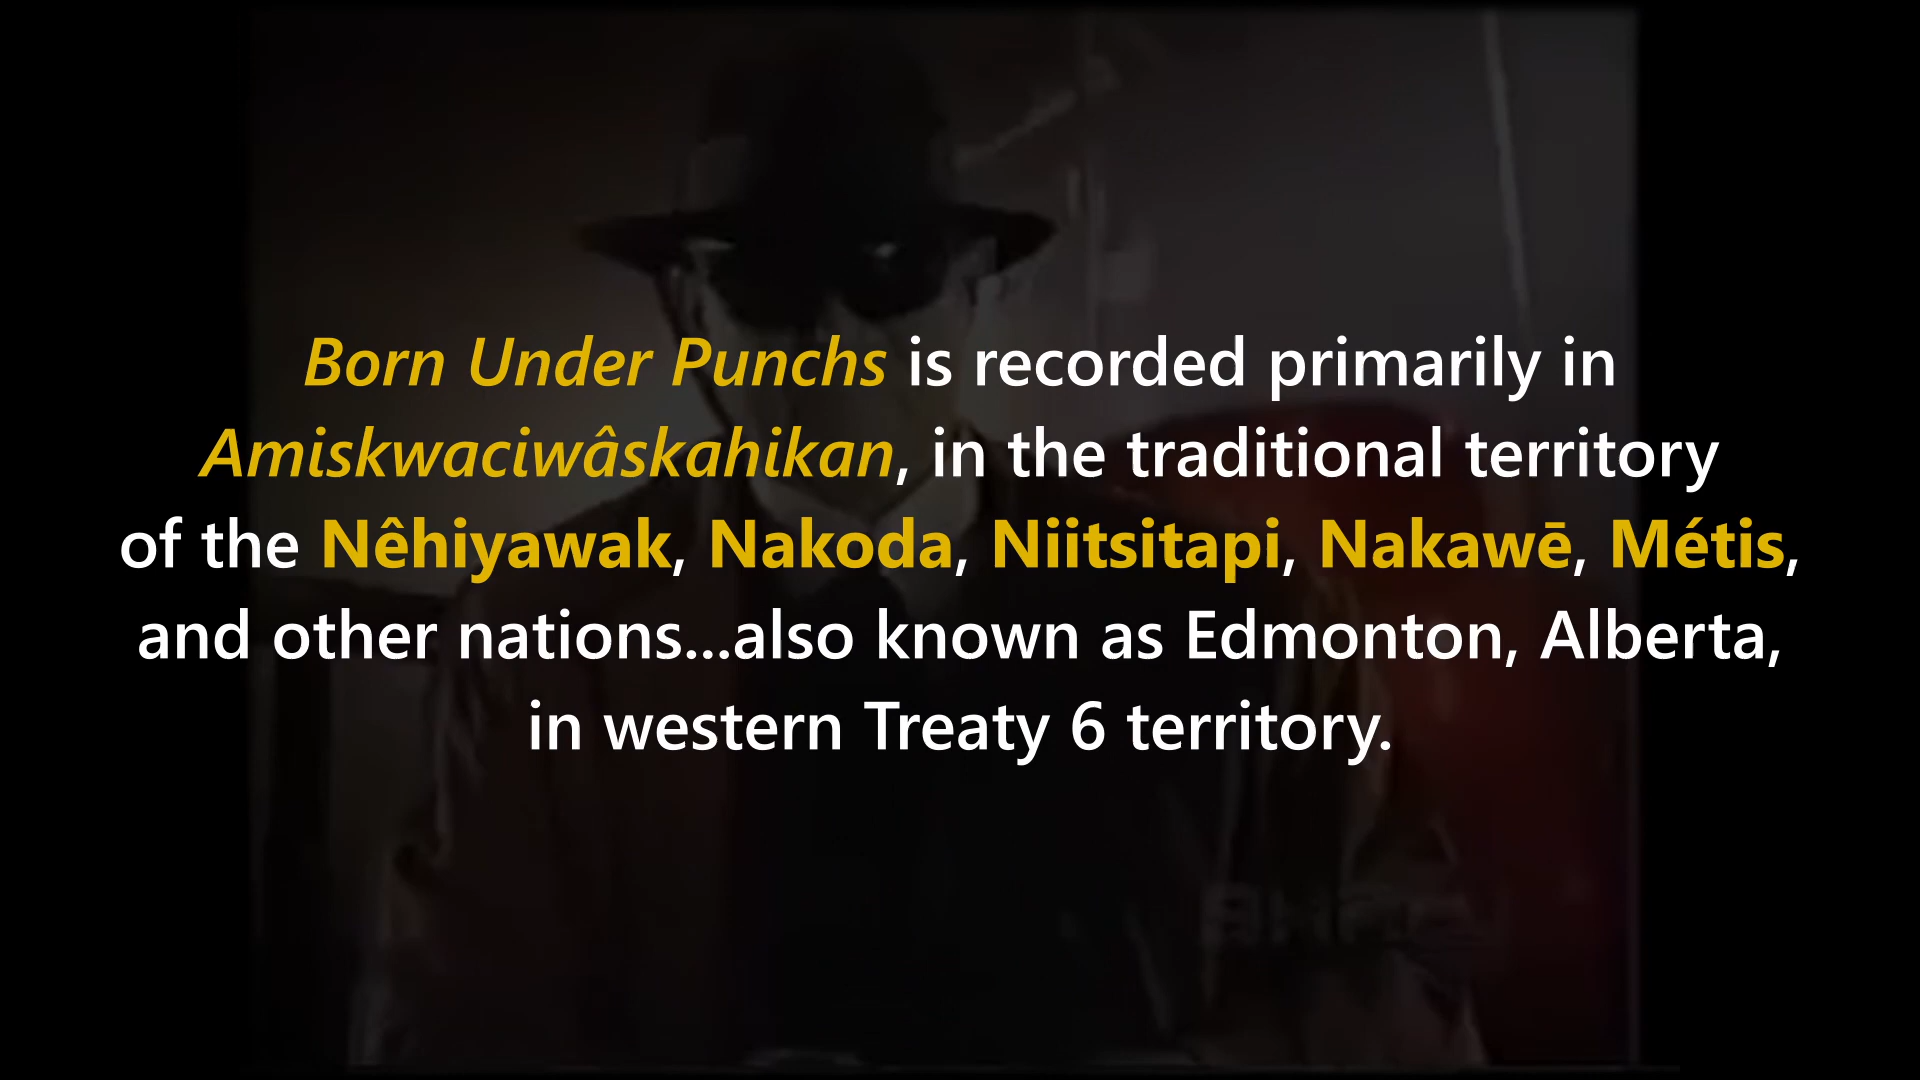 Born Under Punchs is recorded primarily in
Amiskwaciwâskahikan, in the traditional territory
of the Nêhiyawak, Nakoda, Niitsitapi, Nakawē, Métis,
and other nations...also known as Edmonton, Alberta,
in western Treaty 6 territory.